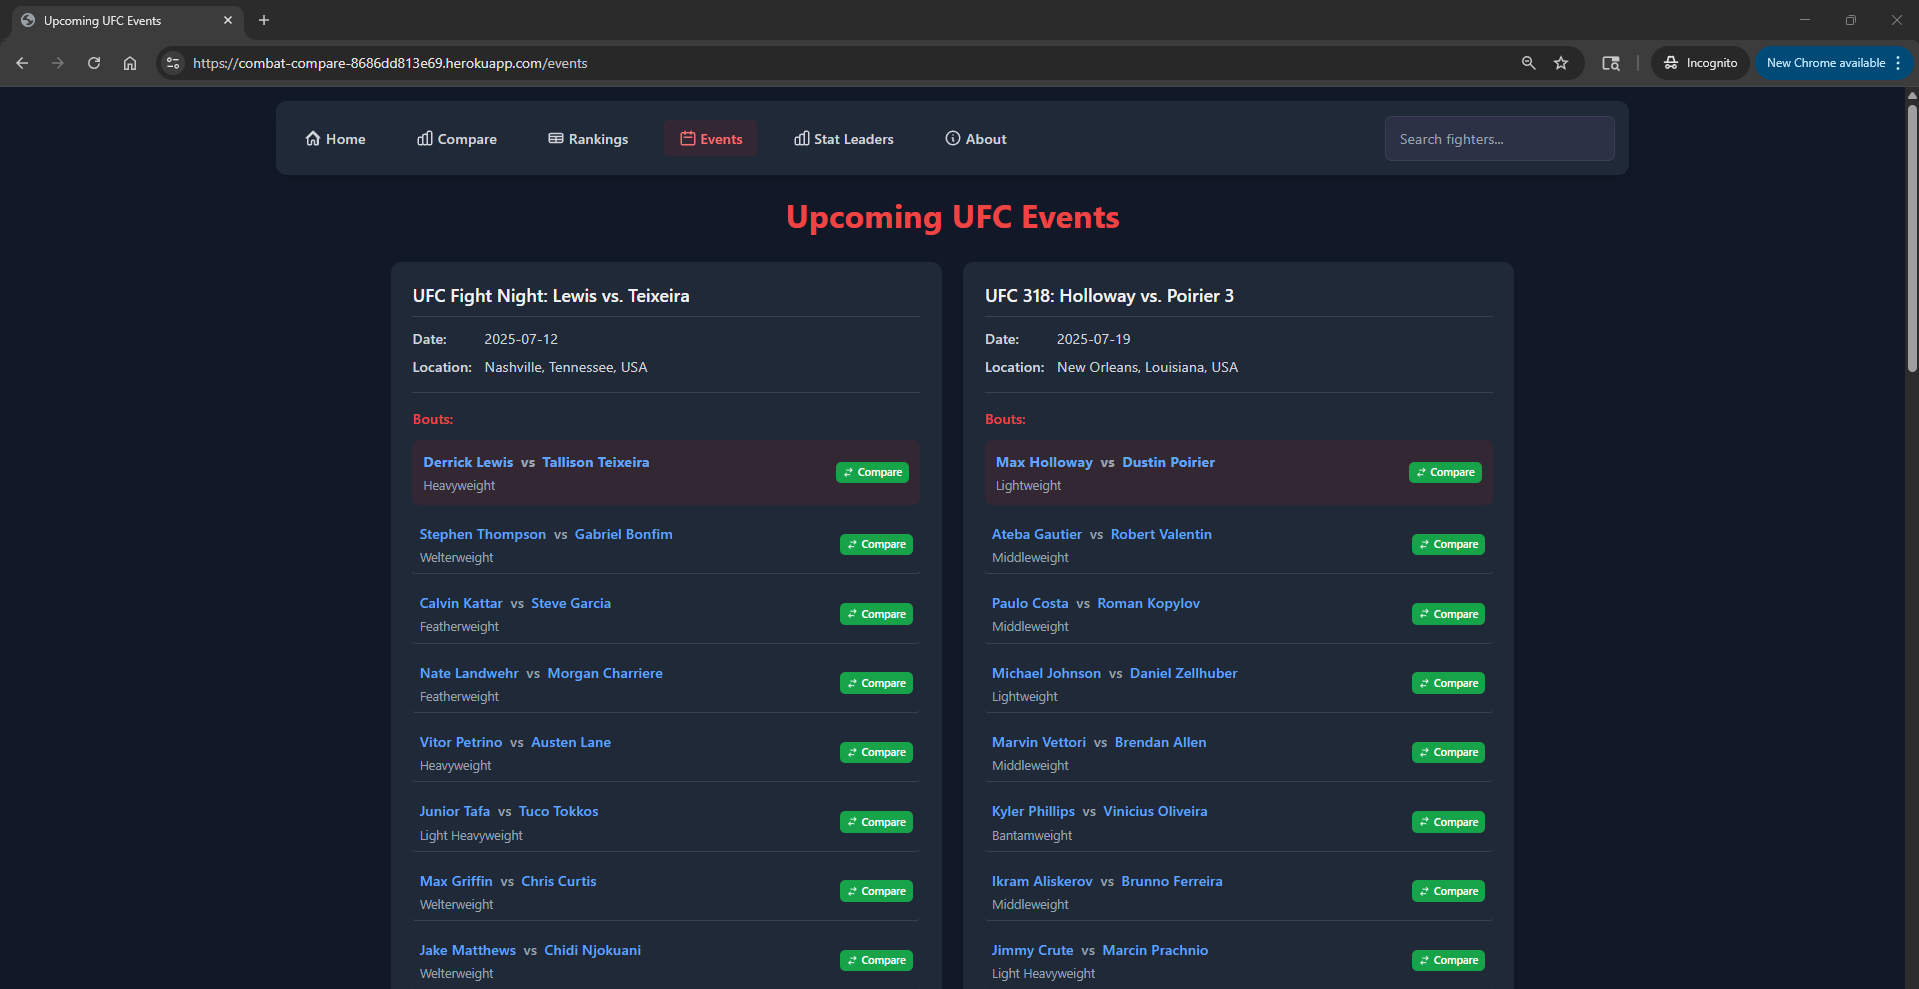 Upcoming UFC Events
https://combat-compare-8686dd813e69.herokuapp.com/events
Incognito
New Chrome available
Home
Compare
Rankings
Events
Stat Leaders
About
Search fighters...
Upcoming UFC Events
UFC Fight Night: Lewis vs. Teixeira
Date: 2025-07-12
Location: Nashville, Tennessee, USA
Bouts:
Derrick Lewis vs Tallison Teixeira
Heavyweight
Compare
Stephen Thompson vs Gabriel Bonfim
Welterweight
Compare
Calvin Kattar vs Steve Garcia
Featherweight
Compare
Nate Landwehr vs Morgan Charriere
Featherweight
Compare
Vitor Petrino vs Austen Lane
Heavyweight
Compare
Junior Tafa vs Tuco Tokkos
Light Heavyweight
Compare
Max Griffin vs Chris Curtis
Welterweight
Compare
Jake Matthews vs Chidi Njokuani
Welterweight
Compare
UFC 318: Holloway vs. Poirier 3
Date: 2025-07-19
Location: New Orleans, Louisiana, USA
Bouts:
Max Holloway vs Dustin Poirier
Lightweight
Compare
Ateba Gautier vs Robert Valentin
Middleweight
Compare
Paulo Costa vs Roman Kopylov
Middleweight
Compare
Michael Johnson vs Daniel Zellhuber
Lightweight
Compare
Marvin Vettori vs Brendan Allen
Middleweight
Compare
Kyler Phillips vs Vinicius Oliveira
Bantamweight
Compare
Ikram Aliskerov vs Brunno Ferreira
Middleweight
Compare
Jimmy Crute vs Marcin Prachnio
Light Heavyweight
Compare